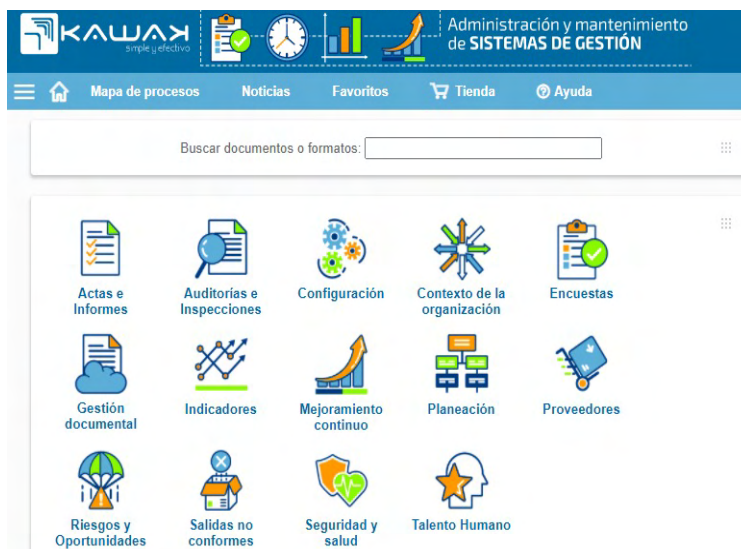 KAWAK
simple y efectivo
Administración y mantenimiento
de SISTEMAS DE GESTIÓN
Mapa de procesos Noticias Favoritos Tienda Ayuda
Buscar documentos o formatos:
Actas e
Informes
Auditorías e
Inspecciones
Configuración
Contexto de la
organización
Encuestas
Gestión
documental
Indicadores
Mejoramiento
continuo
Planeación
Proveedores
Riesgos y
Oportunidades
Salidas no
conformes
Seguridad y
salud
Talento Humano